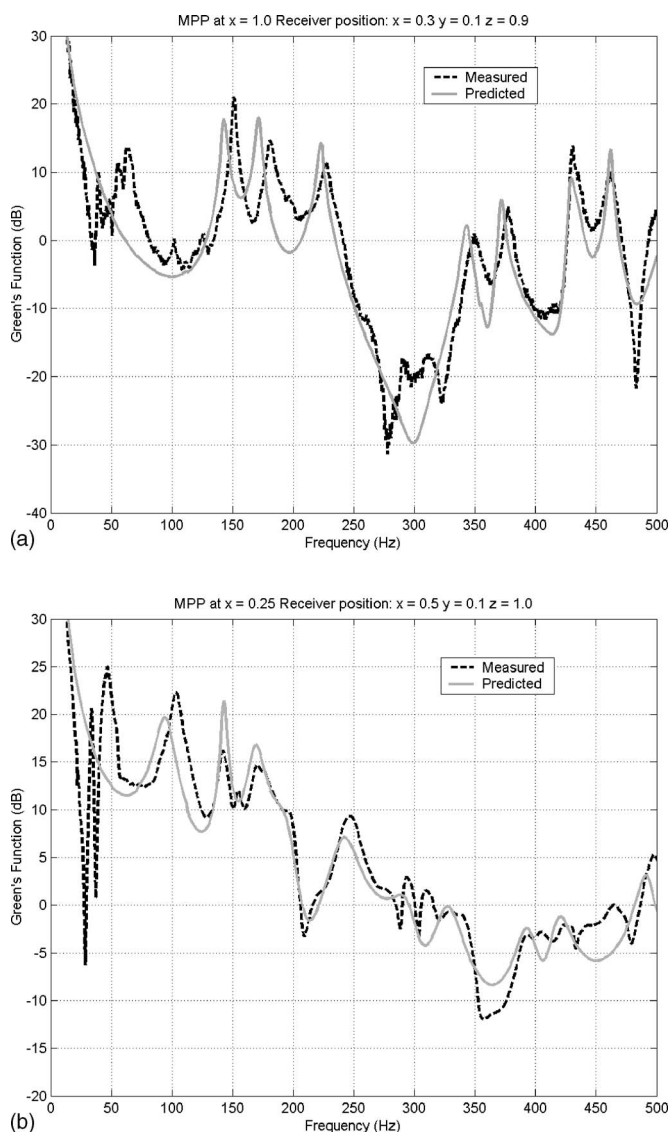 MPP at x = 1.0 Receiver position: x = 0.3 y = 0.1 z = 0.9
30
20
10
0
-10
-20
-30
-40
Green's Function (dB)
Measured
Predicted
0 50 100 150 200 250 300 350 400 450 500
Frequency (Hz)
(a)
MPP at x = 0.25 Receiver position: x = 0.5 y = 0.1 z = 1.0
30
25
20
15
10
5
0
-5
-10
-15
-20
Green's Function (dB)
Measured
Predicted
0 50 100 150 200 250 300 350 400 450 500
Frequency (Hz)
(b)